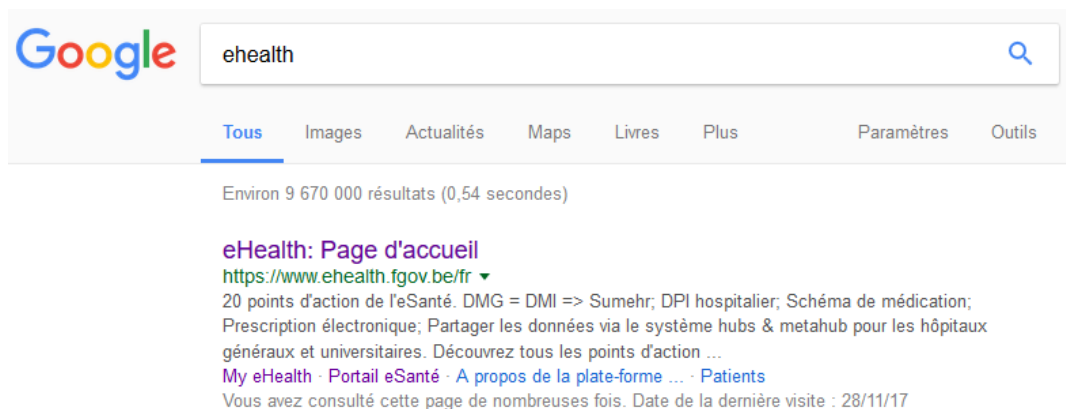 Google
ehealth
Tous Images Actualités Maps Livres Plus Paramètres Outils
Environ 9 670 000 résultats (0,54 secondes)
eHealth: Page d'accueil
https://www.ehealth.fgov.be/fr
20 points d'action de l'eSanté. DMG = DMI => Sumehr; DPI hospitalier; Schéma de médication;
Prescription électronique; Partager les données via le système hubs & metahub pour les hôpitaux
généraux et universitaires. Découvrez tous les points d'action ...
My eHealth · Portail eSanté · A propos de la plate-forme ... · Patients
Vous avez consulté cette page de nombreuses fois. Date de la dernière visite : 28/11/17